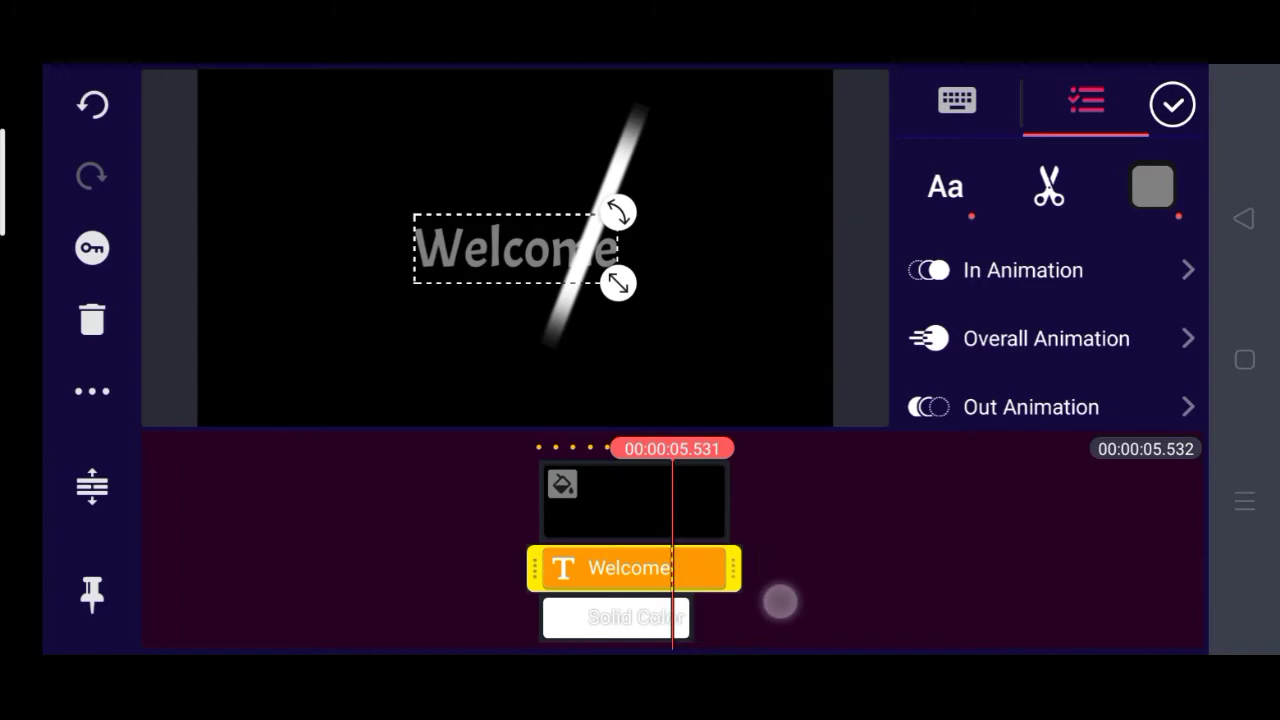 Welcome
Aa
In Animation
Overall Animation
Out Animation
00:00:05.531
00:00:05.532
T Welcome
Solid Color